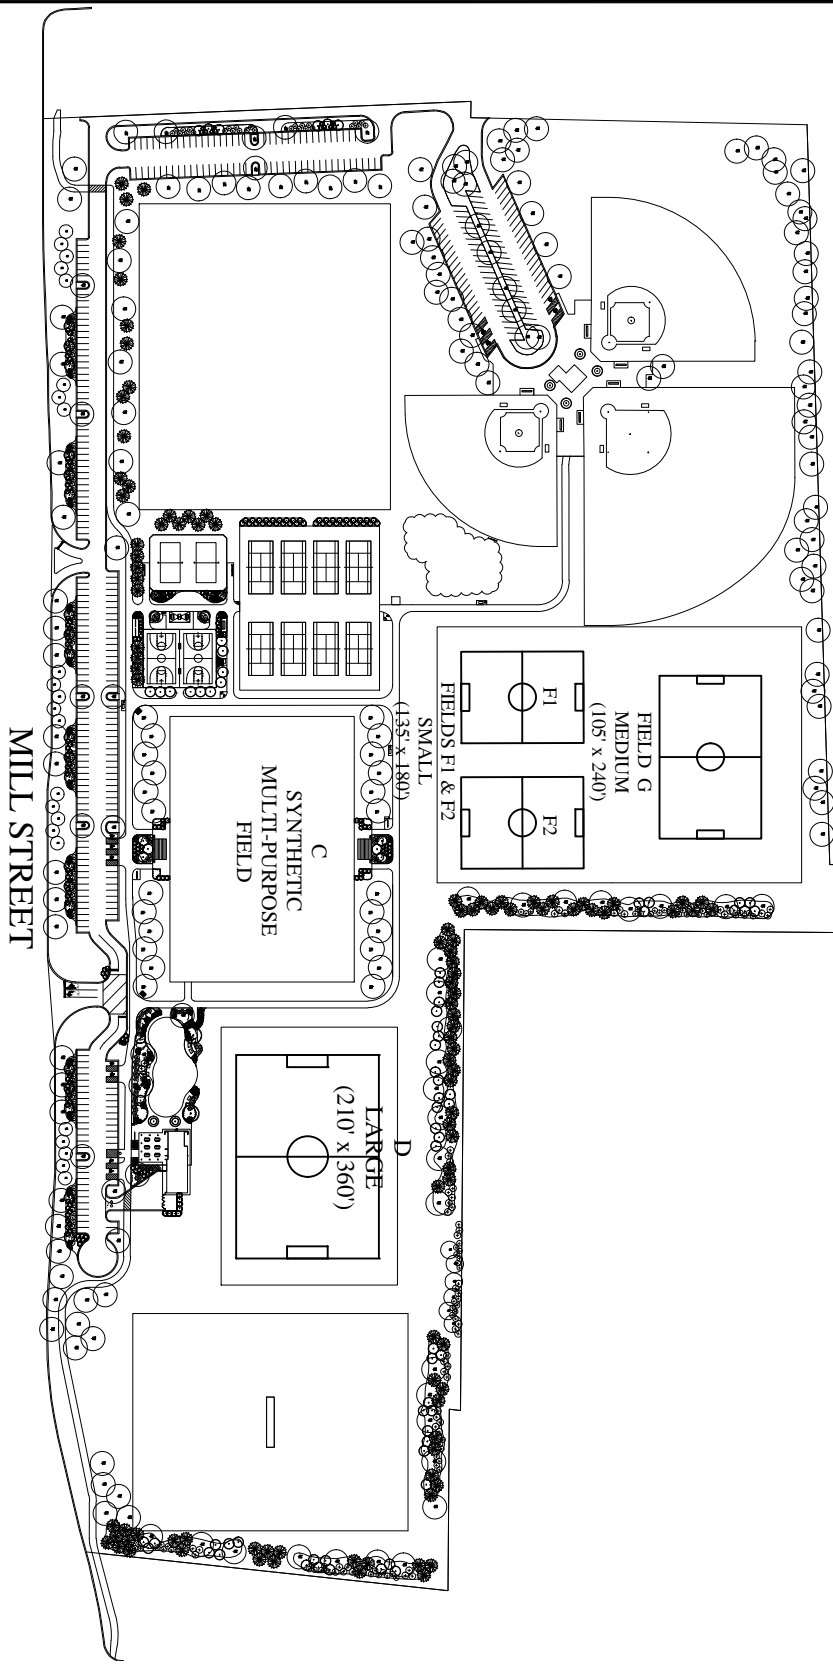 FIELD G
MEDIUM
(105' x 240')
F1
F2
FIELDS F1 & F2
SMALL
(135' x 180')
C
SYNTHETIC
MULTI-PURPOSE
FIELD
D
LARGE
(210' x 360')
MILL STREET